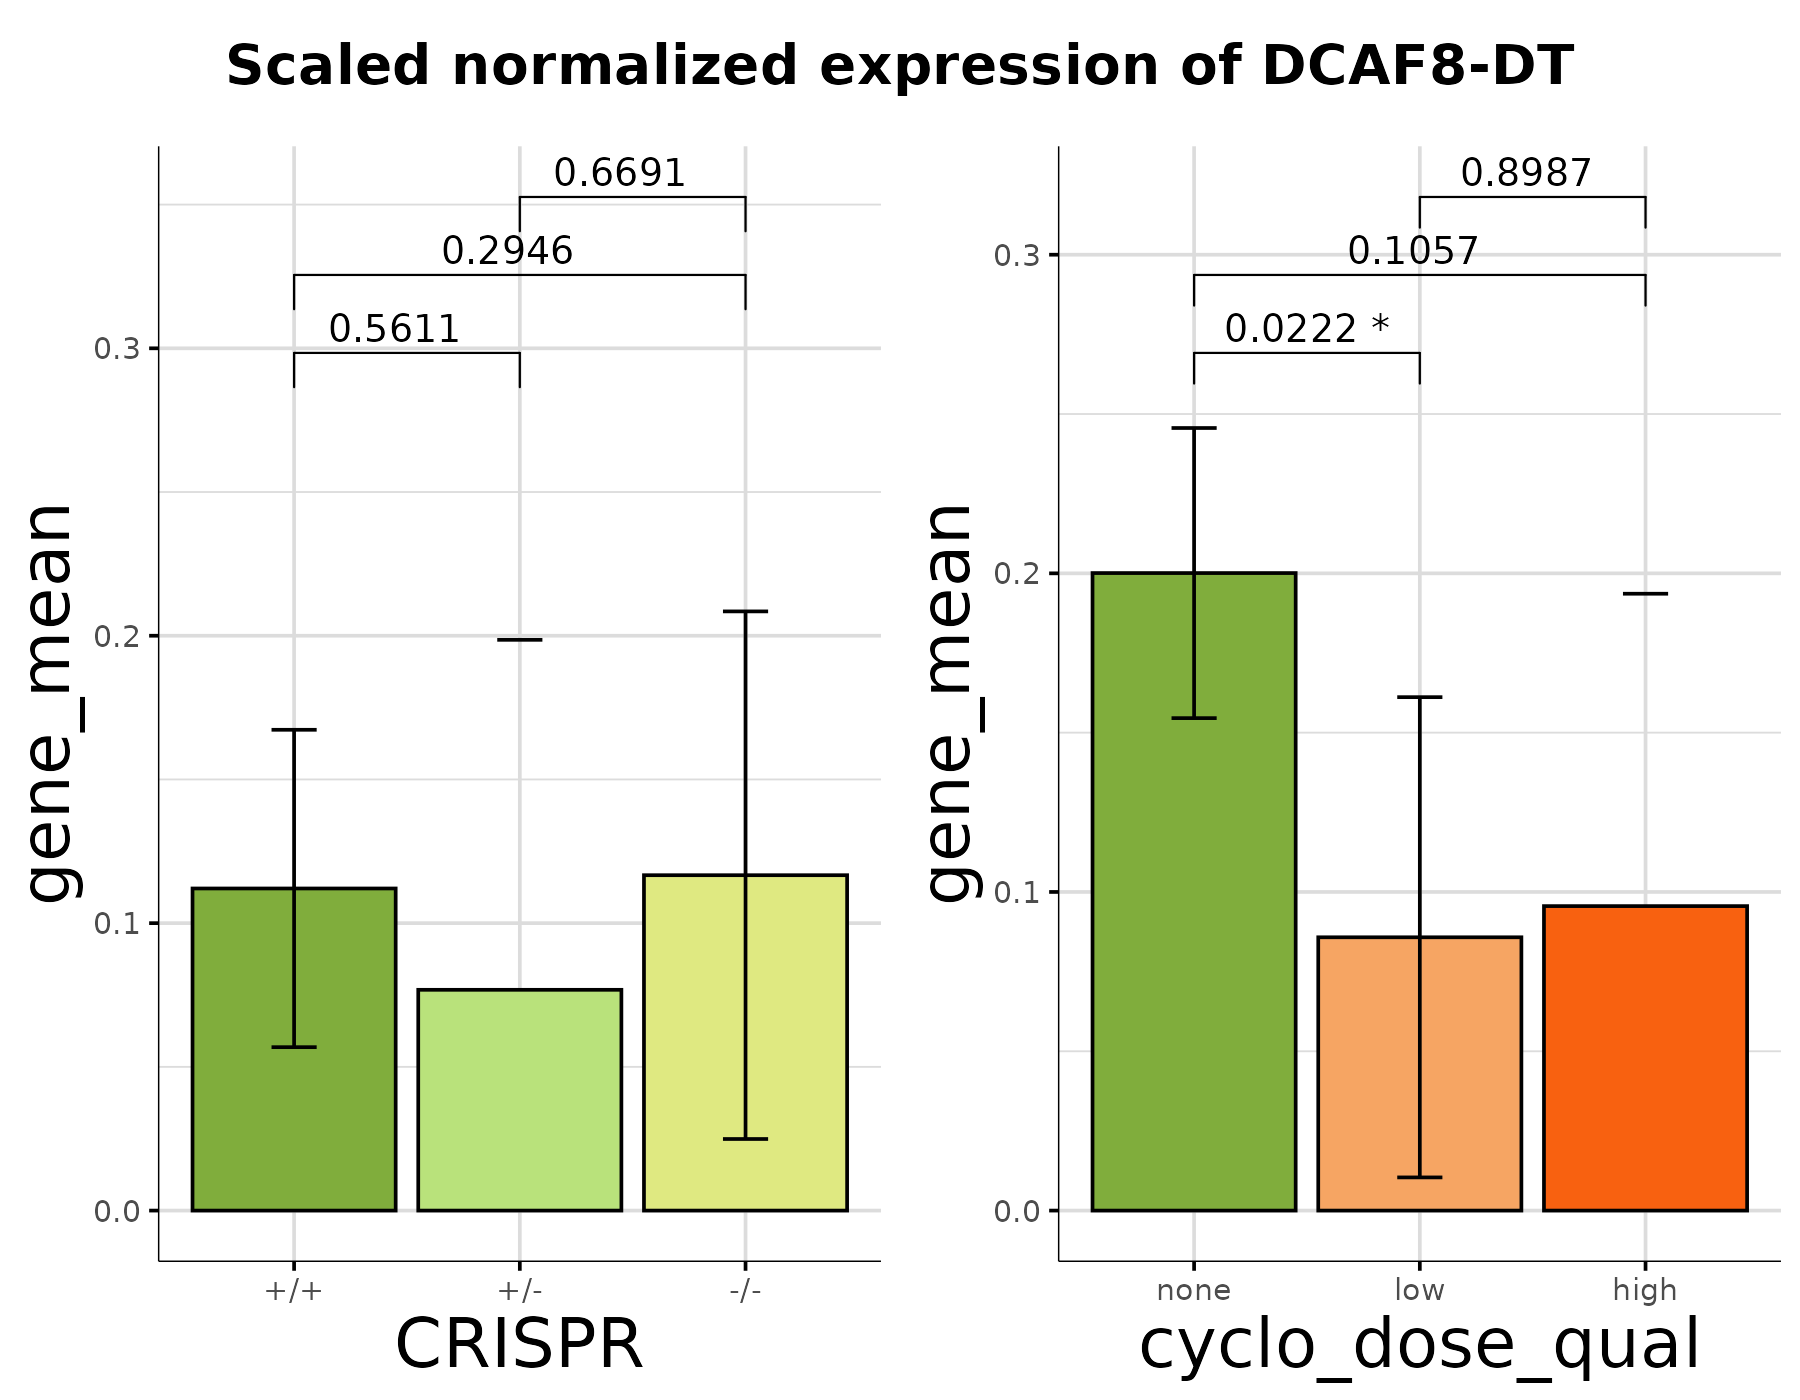 Scaled normalized expression of DCAF8-DT
gene_mean
0.3
0.2
0.1
0.0
0.6691
0.2946
0.5611
+/+
+/-
-/-
CRISPR
gene_mean
0.3
0.2
0.1
0.0
0.8987
0.1057
0.0222 *
none
low
high
cyclo_dose_qual